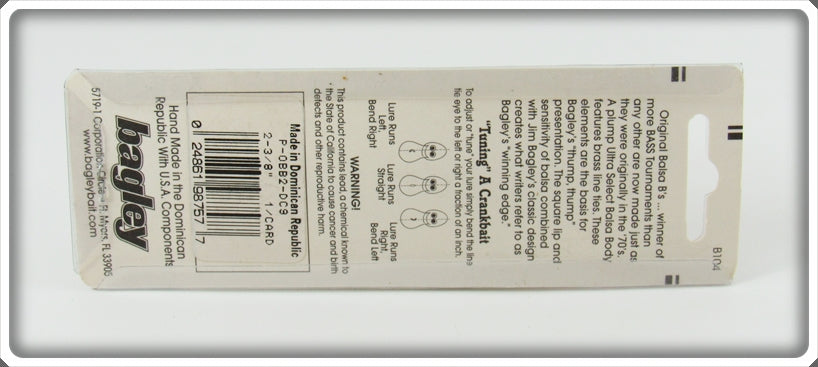 B104
Original Balsa B's ... winner of
more BASS Tournaments than
any other are now made just as
they were originally in the '70's.
A plump Ultra Select Balsa Body
features brass line ties. These
elements are the basis for
Bagley's "thump, thump"
presentation. The square lip and
sensitivity of balsa combined
with Jim Bagley's classic design
creates what writers refer to as
Bagley's "winning edge."
"Tuning" A Crankbait
To adjust or "tune" your lure simply bend the line
tie eye to the left or right a fraction of an inch.
Lure Runs
Left,
Bend Right
Lure Runs
Straight
Lure Runs
Right,
Bend Left
WARNING!
This product contains lead, a chemical known to
the State of California to cause cancer and birth
defects and other reproductive harm.
Made in Dominican Republic
P-OBB2-DC9
2-3/8" 1/CARD
0 24861 98757 7
Hand Made in the Dominican
Republic With U.S.A. Components
bagley
5719-1 Corporation Circle Ft. Myers, FL 33905
www.bagleybait.com